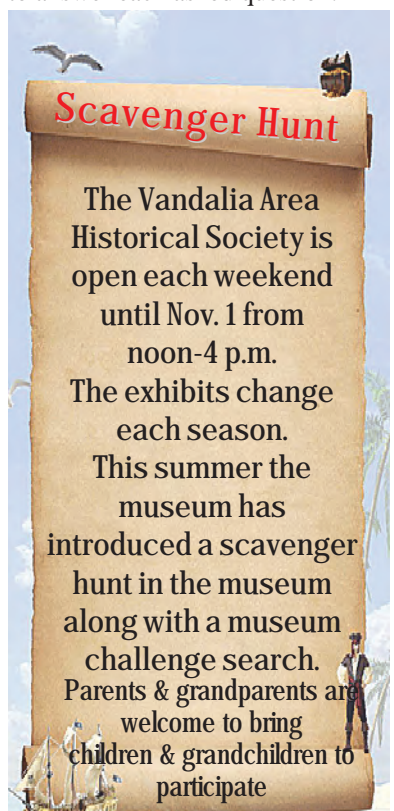 Scavenger Hunt
The Vandalia Area
Historical Society is
open each weekend
until Nov. 1 from
noon-4 p.m.
The exhibits change
each season.
This summer the
museum has
introduced a scavenger
hunt in the museum
along with a museum
challenge search.
Parents & grandparents are
welcome to bring
children & grandchildren to
participate